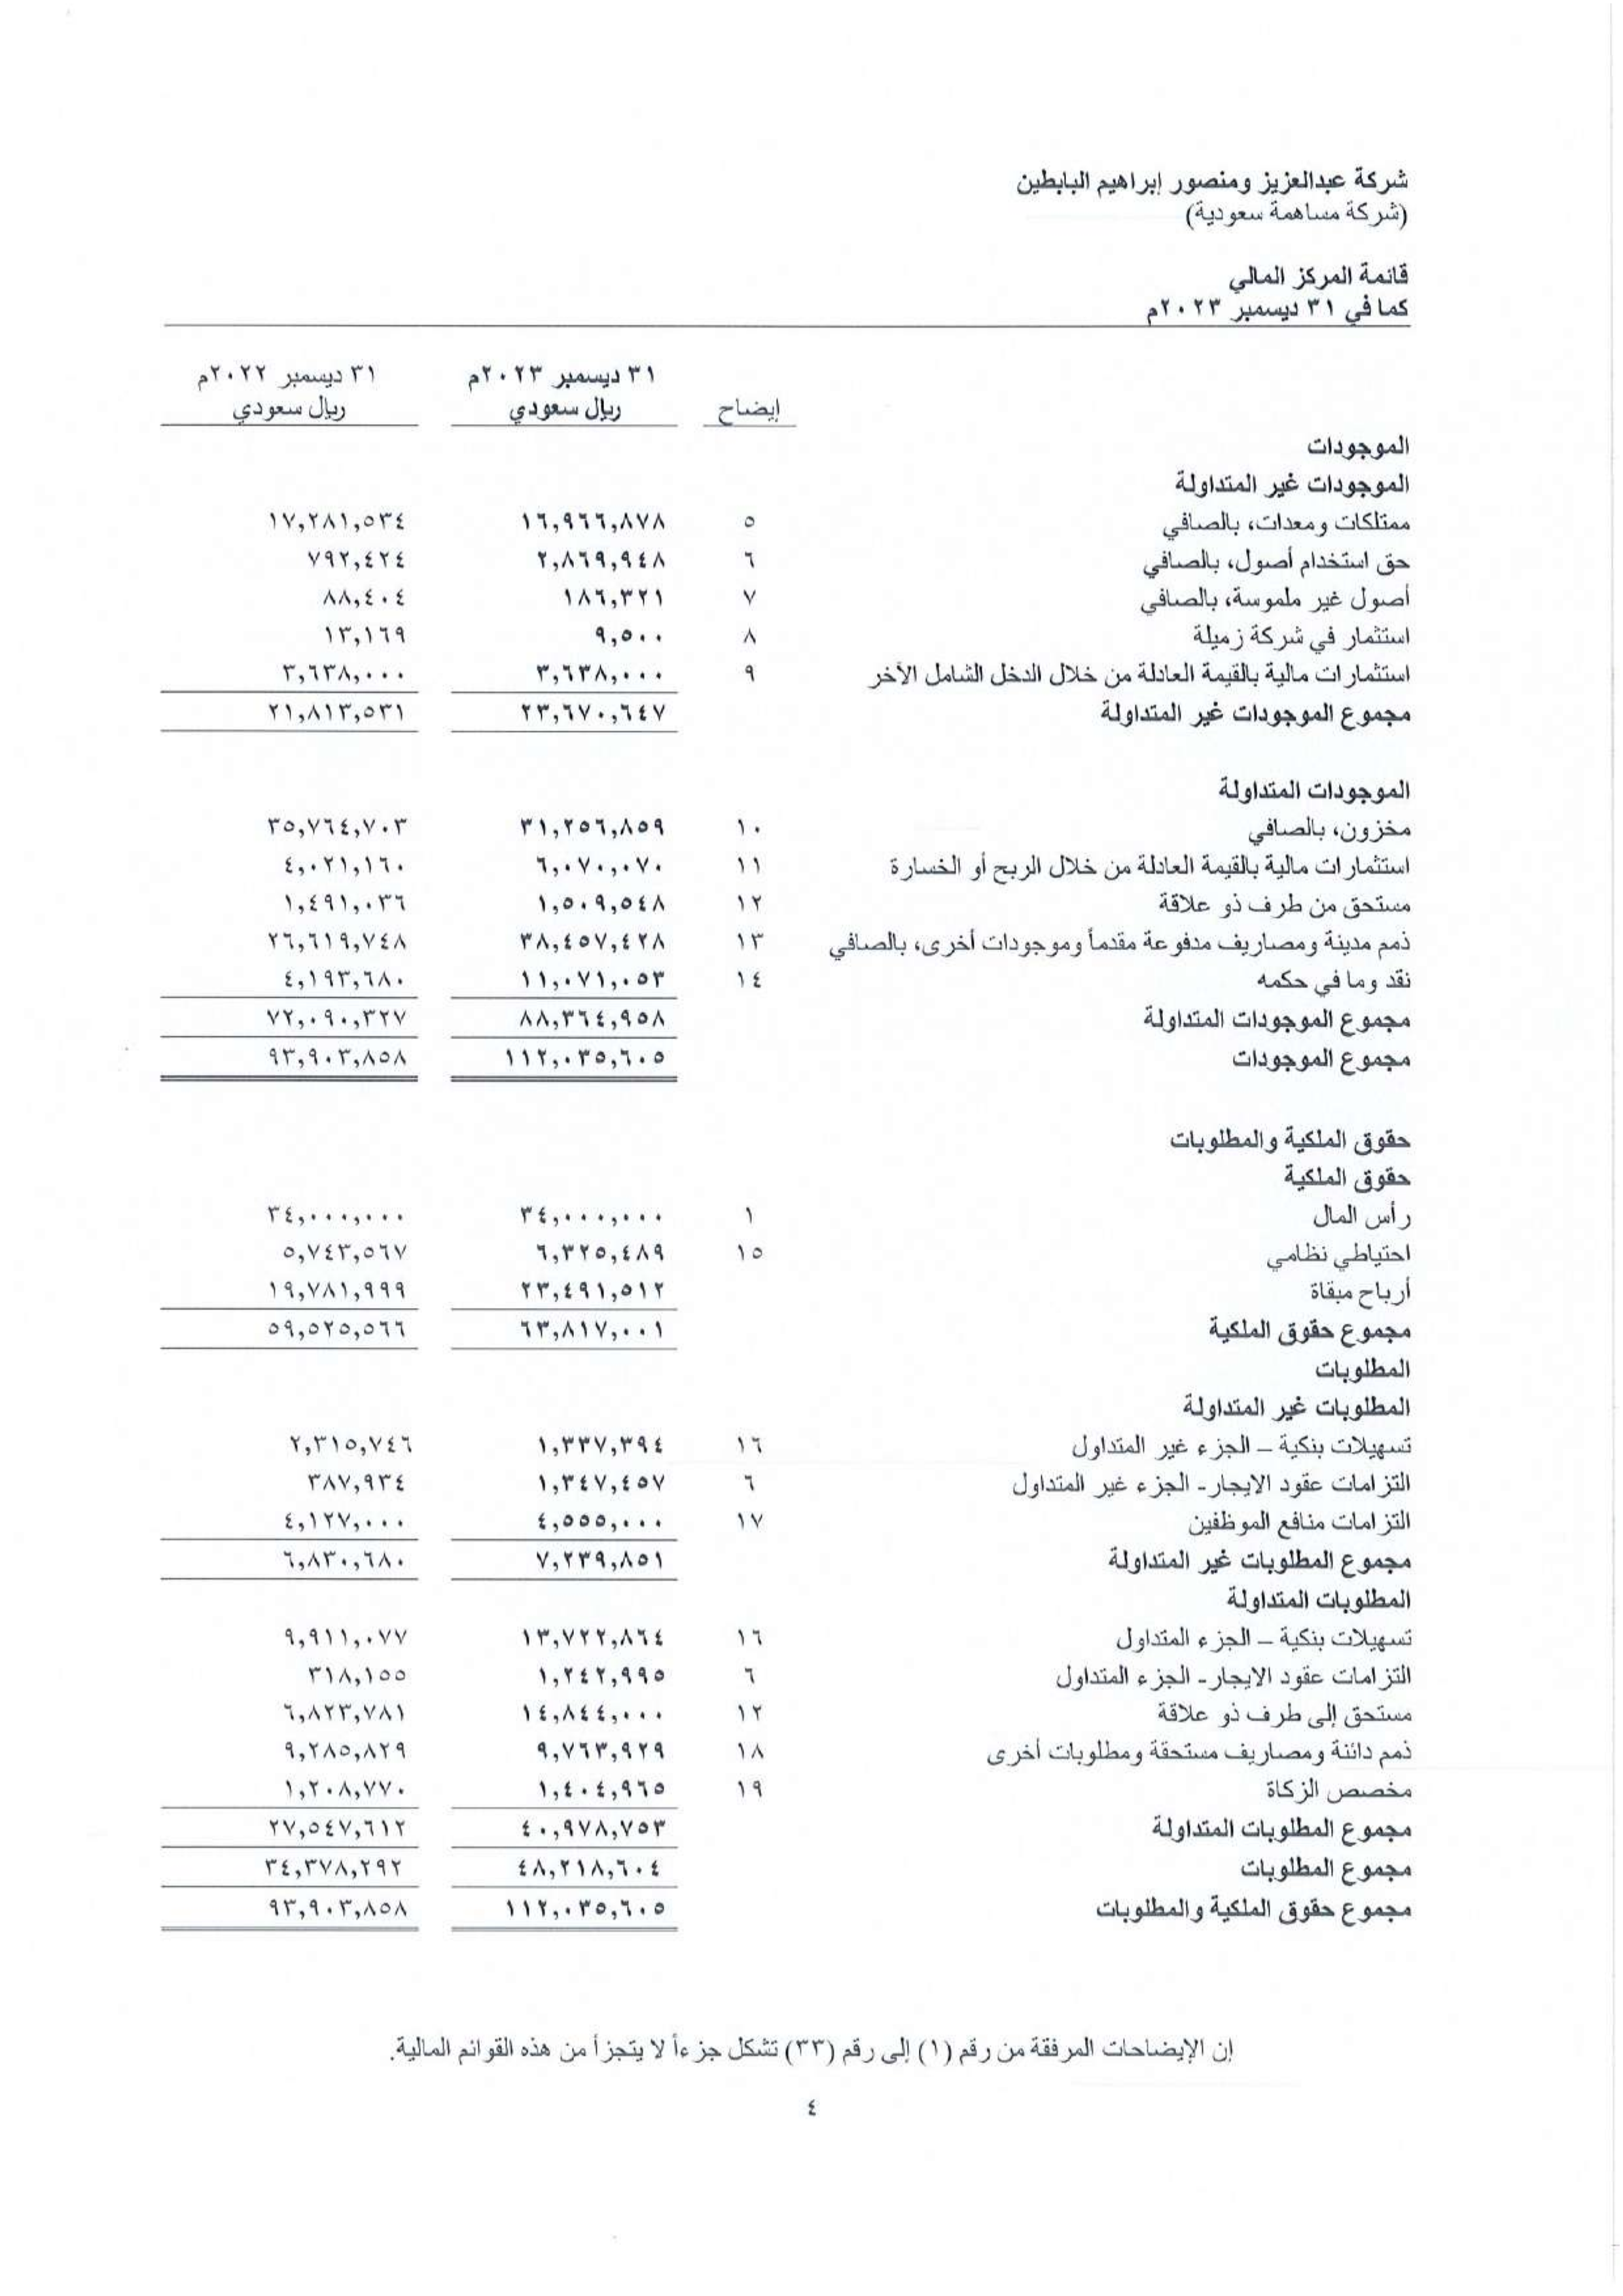 شركة عبدالعزيز ومنصور إبراهيم البابطين
(شركة مساهمة سعودية)
قائمة المركز المالي
كما في ٣١ ديسمبر ٢٠٢٣م
٣١ ديسمبر ٢٠٢٣م ٣١ ديسمبر ٢٠٢٢م
إيضاح ريال سعودي ريال سعودي
الموجودات
الموجودات غير المتداولة
ممتلكات ومعدات، بالصافي ٥ ١٦,٩٦٦,٨٧٨ ١٧,٢٨١,٥٣٤
حق استخدام أصول، بالصافي ٦ ٢,٨٦٩,٩٤٨ ٧٩٢,٤٢٤
أصول غير ملموسة، بالصافي ٧ ١٨٦,٣٢١ ٨٨,٤٠٤
استثمار في شركة زميلة ٨ ٩,٥٠٠ ١٣,١٦٩
استثمارات مالية بالقيمة العادلة من خلال الدخل الشامل الآخر ٩ ٣,٦٣٨,٠٠٠ ٣,٦٣٨,٠٠٠
مجموع الموجودات غير المتداولة ٢٣,٦٧٠,٦٤٧ ٢١,٨١٣,٥٣١
الموجودات المتداولة
مخزون، بالصافي ١٠ ٣١,٢٥٦,٨٥٩ ٣٥,٧٦٤,٧٠٣
استثمارات مالية بالقيمة العادلة من خلال الربح أو الخسارة ١١ ٦,٠٧٠,٠٧٠ ٤,٠٢١,١٦٠
مستحق من طرف ذو علاقة ١٢ ١,٥٠٩,٥٤٨ ١,٤٩١,٠٣٦
ذمم مدينة ومصاريف مدفوعة مقدماً وموجودات أخرى، بالصافي ١٣ ٣٨,٤٥٧,٤٢٨ ٢٦,٦١٩,٧٤٨
نقد وما في حكمه ١٤ ١١,٠٧١,٠٥٣ ٤,١٩٣,٦٨٠
مجموع الموجودات المتداولة ٨٨,٣٦٤,٩٥٨ ٧٢,٠٩٠,٣٢٧
مجموع الموجودات ١١٢,٠٣٥,٦٠٥ ٩٣,٩٠٣,٨٥٨
حقوق الملكية والمطلوبات
حقوق الملكية
رأس المال ١ ٣٤,٠٠٠,٠٠٠ ٣٤,٠٠٠,٠٠٠
احتياطي نظامي ١٥ ٦,٣٢٥,٤٨٩ ٥,٧٤٣,٥٦٧
أرباح مبقاة ٢٣,٤٩١,٥١٢ ١٩,٧٨١,٩٩٩
مجموع حقوق الملكية ٦٣,٨١٧,٠٠١ ٥٩,٥٢٥,٥٦٦
المطلوبات
المطلوبات غير المتداولة
تسهيلات بنكية – الجزء غير المتداول ١٦ ١,٣٣٧,٣٩٤ ٢,٣١٥,٧٤٦
التزامات عقود الايجار- الجزء غير المتداول ٦ ١,٣٤٧,٤٥٧ ٣٨٧,٩٣٤
التزامات منافع الموظفين ١٧ ٤,٥٥٥,٠٠٠ ٤,١٢٧,٠٠٠
مجموع المطلوبات غير المتداولة ٧,٢٣٩,٨٥١ ٦,٨٣٠,٦٨٠
المطلوبات المتداولة
تسهيلات بنكية – الجزء المتداول ١٦ ١٣,٧٢٢,٨٦٤ ٩,٩١١,٠٧٧
التزامات عقود الايجار- الجزء المتداول ٦ ١,٢٤٢,٩٩٥ ٣١٨,١٥٥
مستحق إلى طرف ذو علاقة ١٢ ١٤,٨٤٤,٠٠٠ ٦,٨٢٣,٧٨١
ذمم دائنة ومصاريف مستحقة ومطلوبات أخرى ١٨ ٩,٧٦٣,٩٢٩ ٩,٢٨٥,٨٢٩
مخصص الزكاة ١٩ ١,٤٠٤,٩٦٥ ١,٢٠٨,٧٧٠
مجموع المطلوبات المتداولة ٤٠,٩٧٨,٧٥٣ ٢٧,٥٤٧,٦١٢
مجموع المطلوبات ٤٨,٢١٨,٦٠٤ ٣٤,٣٧٨,٢٩٢
مجموع حقوق الملكية والمطلوبات ١١٢,٠٣٥,٦٠٥ ٩٣,٩٠٣,٨٥٨
إن الإيضاحات المرفقة من رقم (١) إلى رقم (٣٣) تشكل جزءاً لا يتجزأ من هذه القوائم المالية.
٤